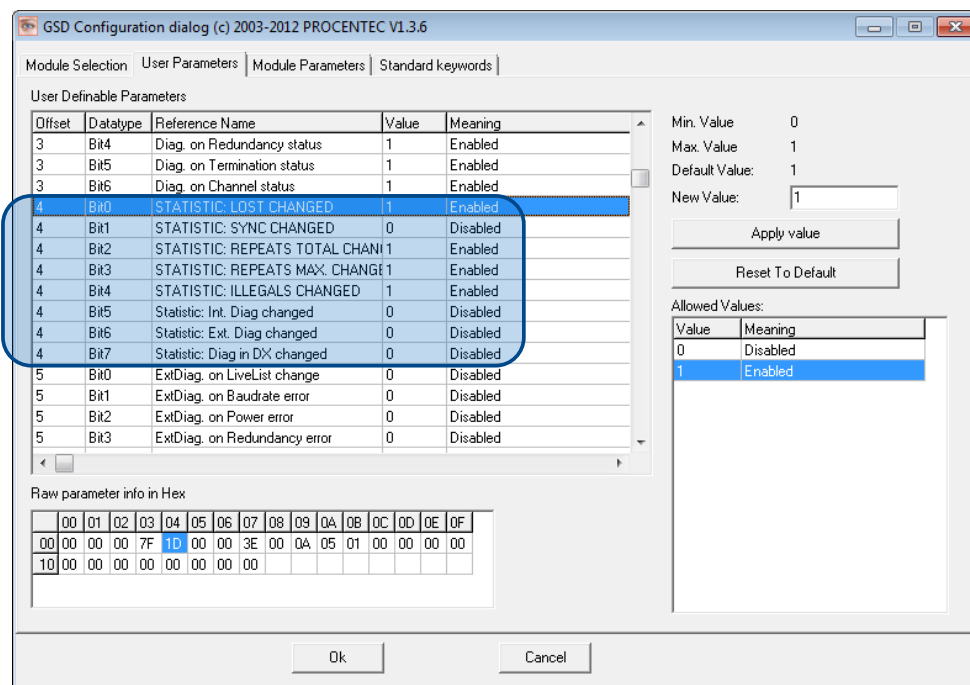 GSD Configuration dialog (c) 2003-2012 PROCENTEC V1.3.6
Module Selection User Parameters Module Parameters Standard keywords
User Definable Parameters
Offset Datatype Reference Name Value Meaning
3 Bit4 Diag. on Redundancy status 1 Enabled
3 Bit5 Diag. on Termination status 1 Enabled
3 Bit6 Diag. on Channel status 1 Enabled
4 Bit0 STATISTIC: LOST CHANGED 1 Enabled
4 Bit1 STATISTIC: SYNC CHANGED 0 Disabled
4 Bit2 STATISTIC: REPEATS TOTAL CHAN 1 Enabled
4 Bit3 STATISTIC: REPEATS MAX. CHANGE 1 Enabled
4 Bit4 STATISTIC: ILLEGALS CHANGED 1 Enabled
4 Bit5 Statistic: Int. Diag changed 0 Disabled
4 Bit6 Statistic: Ext. Diag changed 0 Disabled
4 Bit7 Statistic: Diag in DX changed 0 Disabled
5 Bit0 ExtDiag. on LiveList change 0 Disabled
5 Bit1 ExtDiag. on Baudrate error 0 Disabled
5 Bit2 ExtDiag. on Power error 0 Disabled
5 Bit3 ExtDiag. on Redundancy error 0 Disabled
Min. Value 0
Max. Value 1
Default Value: 1
New Value: 1
Apply value
Reset To Default
Allowed Values:
Value Meaning
0 Disabled
1 Enabled
Raw parameter info in Hex
00 01 02 03 04 05 06 07 08 09 0A 0B 0C 0D 0E 0F
00 00 00 00 7F 1D 00 00 3E 00 0A 05 01 00 00 00 00
10 00 00 00 00 00 00 00 00
Ok Cancel